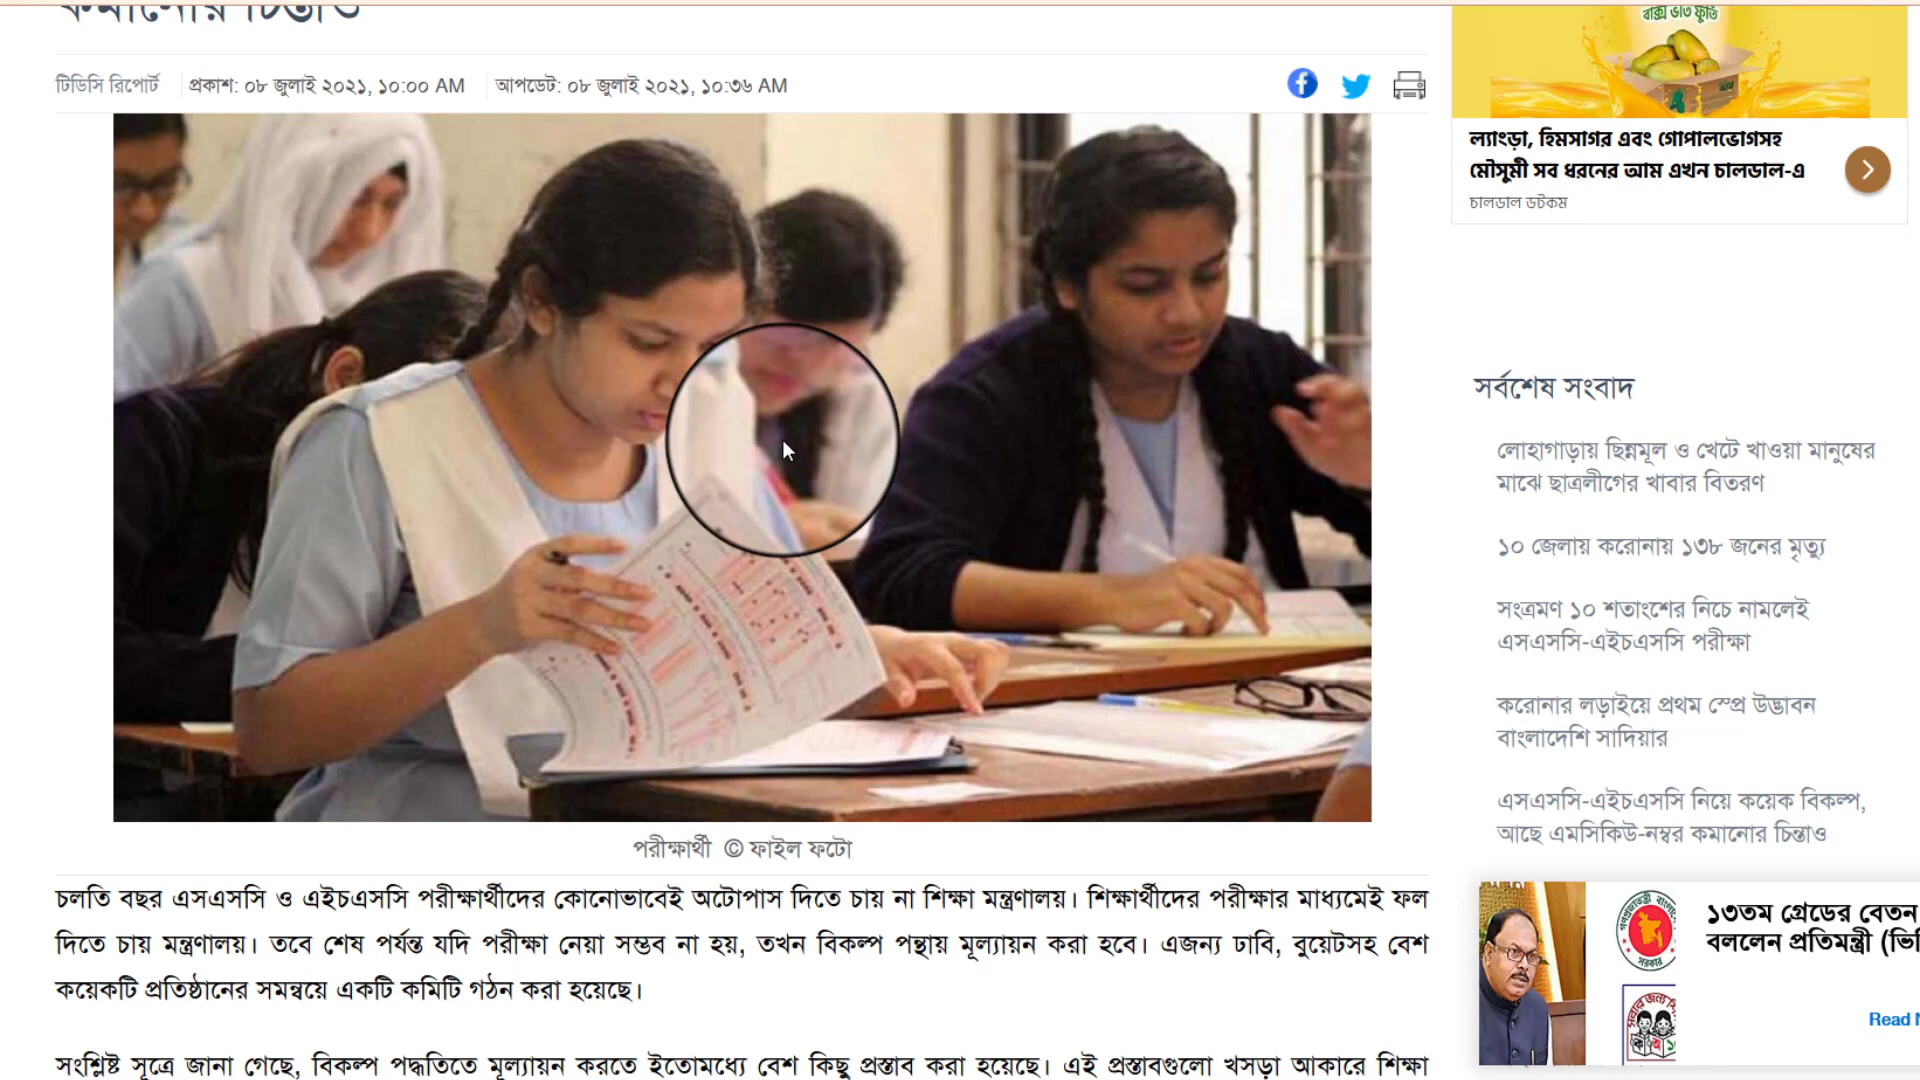 কমানোর চিন্তাও
টিডিসি রিপোর্ট
প্রকাশ: ০৮ জুলাই ২০২১, ১০:০০ AM
আপডেট: ০৮ জুলাই ২০২১, ১০:৩৬ AM
পরীক্ষার্থী © ফাইল ফটো
চলতি বছর এসএসসি ও এইচএসসি পরীক্ষার্থীদের কোনোভাবেই অটোপাস দিতে চায় না শিক্ষা মন্ত্রণালয়। শিক্ষার্থীদের পরীক্ষার মাধ্যমেই ফল
দিতে চায় মন্ত্রণালয়। তবে শেষ পর্যন্ত যদি পরীক্ষা নেয়া সম্ভব না হয়, তখন বিকল্প পন্থায় মূল্যায়ন করা হবে। এজন্য ঢাবি, বুয়েটসহ বেশ
কয়েকটি প্রতিষ্ঠানের সমন্বয়ে একটি কমিটি গঠন করা হয়েছে।
সংশ্লিষ্ট সূত্রে জানা গেছে, বিকল্প পদ্ধতিতে মূল্যায়ন করতে ইতোমধ্যে বেশ কিছু প্রস্তাব করা হয়েছে। এই প্রস্তাবগুলো খসড়া আকারে শিক্ষা
ল্যাংড়া, হিমসাগর এবং গোপালভোগসহ
মৌসুমী সব ধরনের আম এখন চালডাল-এ
চালডাল ডটকম
সর্বশেষ সংবাদ
লোহাগাড়ায় ছিন্নমূল ও খেটে খাওয়া মানুষের
মাঝে ছাত্রলীগের খাবার বিতরণ
১০ জেলায় করোনায় ১৩৮ জনের মৃত্যু
সংক্রমণ ১০ শতাংশের নিচে নামলেই
এসএসসি-এইচএসসি পরীক্ষা
করোনার লড়াইয়ে প্রথম স্প্রে উদ্ভাবন
বাংলাদেশি সাদিয়ার
এসএসসি-এইচএসসি নিয়ে কয়েক বিকল্প,
আছে এমসিকিউ-নম্বর কমানোর চিন্তাও
১৩তম গ্রেডের বেতন
বললেন প্রতিমন্ত্রী
Read